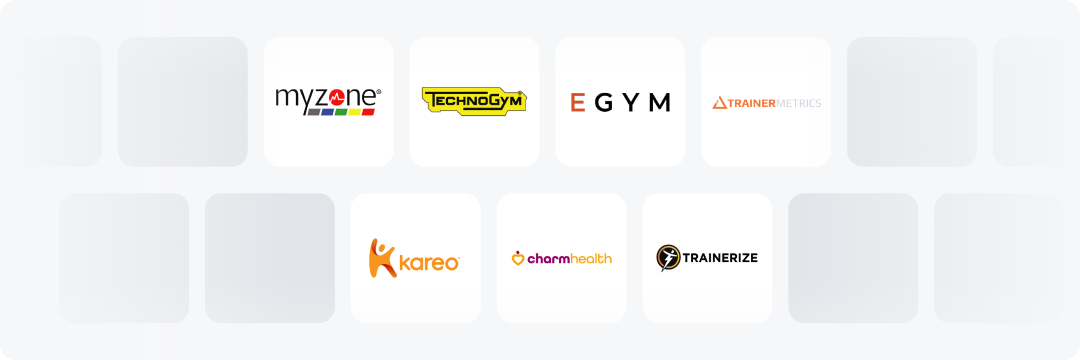 myzone®
TECHNOGYM®
EGYM
TRAINERMETRICS
kareo
charmhealth
TRAINERIZE